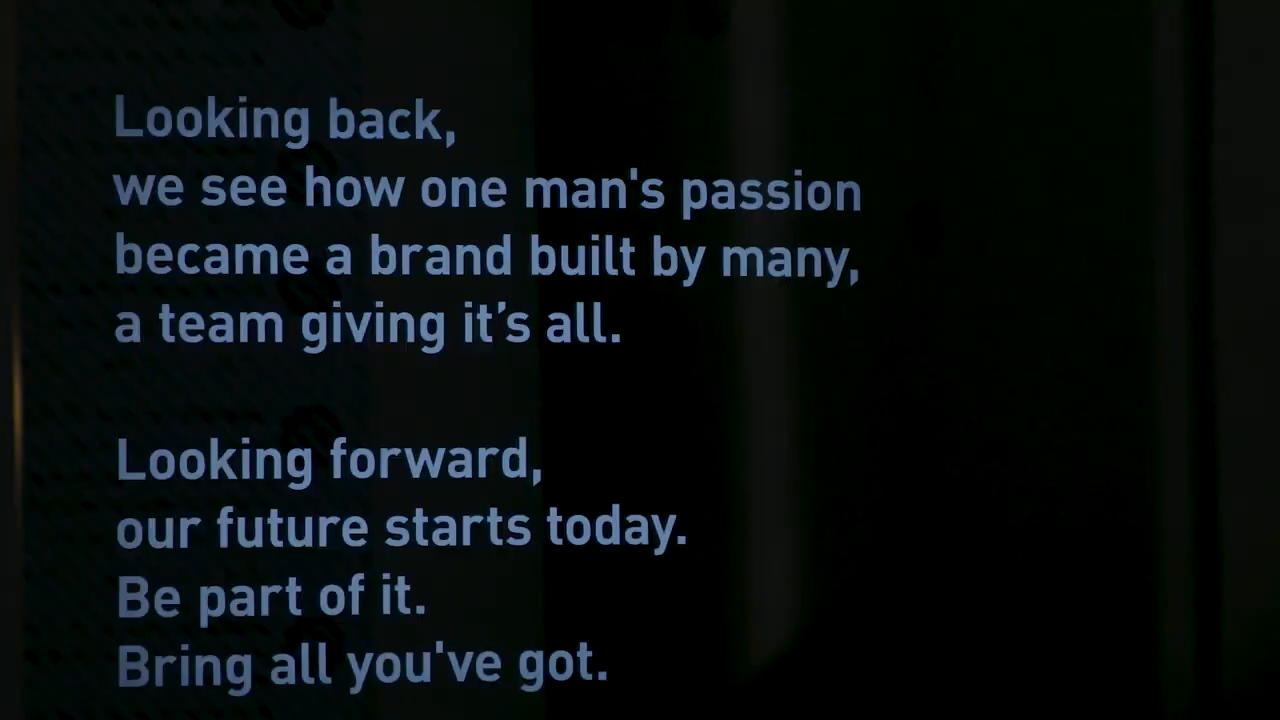 Looking back,
we see how one man's passion
became a brand built by many,
a team giving it’s all.
Looking forward,
our future starts today.
Be part of it.
Bring all you've got.